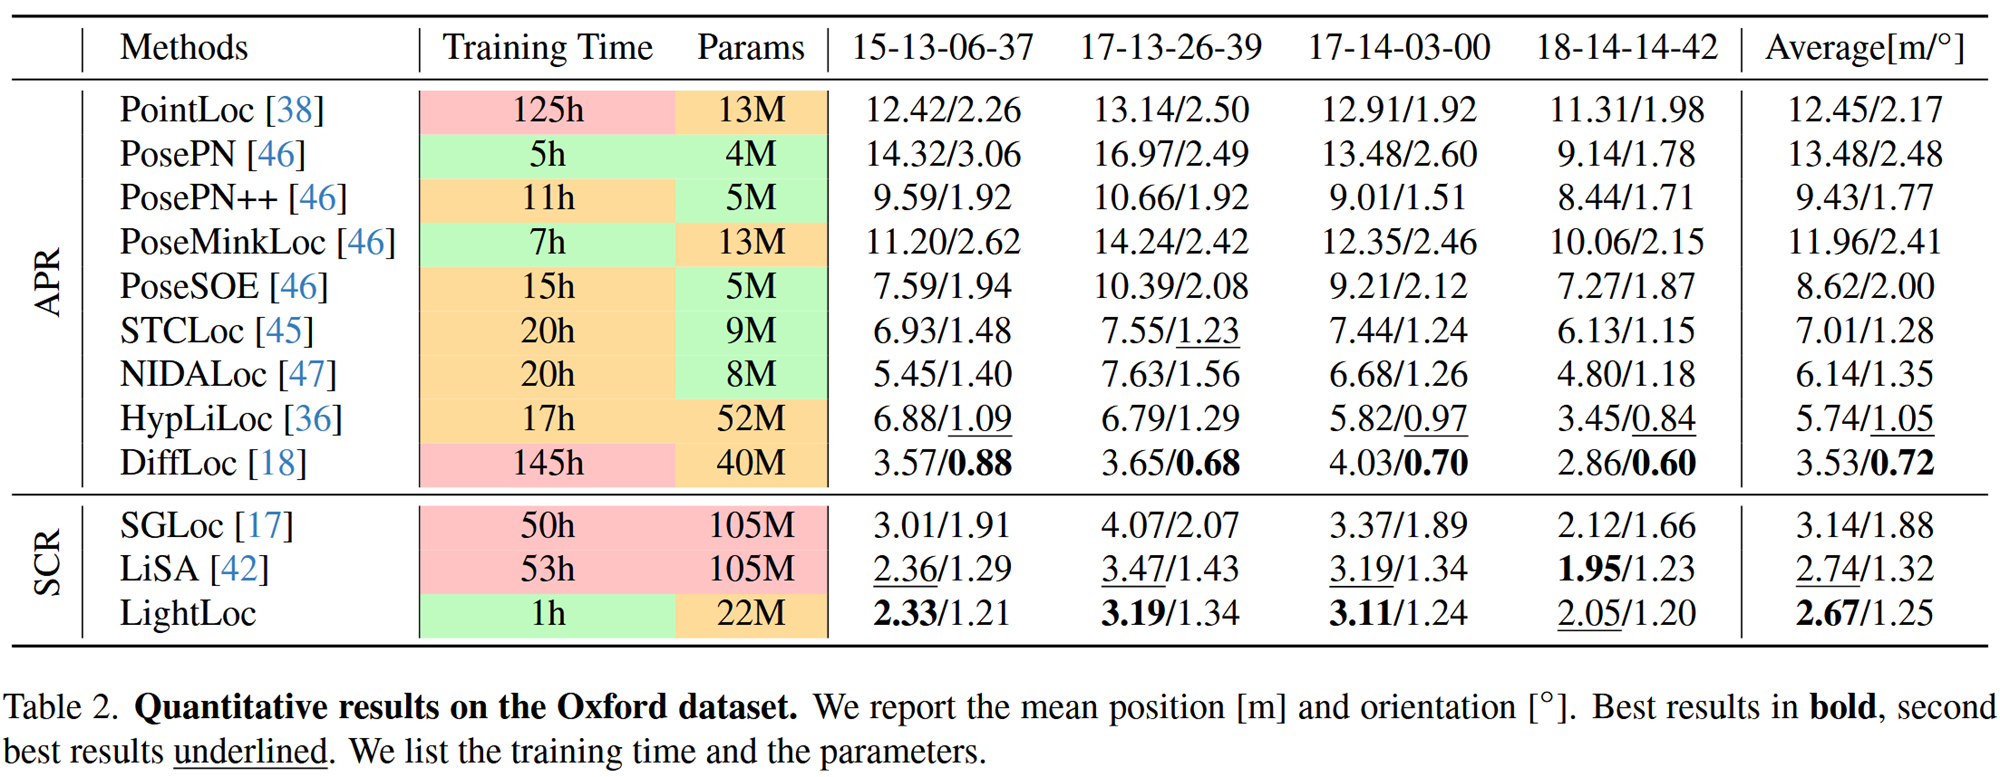 Methods Training Time Params 15-13-06-37 17-13-26-39 17-14-03-00 18-14-14-42 Average[m/°]
APR
PointLoc [38] 125h 13M 12.42/2.26 13.14/2.50 12.91/1.92 11.31/1.98 12.45/2.17
PosePN [46] 5h 4M 14.32/3.06 16.97/2.49 13.48/2.60 9.14/1.78 13.48/2.48
PosePN++ [46] 11h 5M 9.59/1.92 10.66/1.92 9.01/1.51 8.44/1.71 9.43/1.77
PoseMinkLoc [46] 7h 13M 11.20/2.62 14.24/2.42 12.35/2.46 10.06/2.15 11.96/2.41
PoseSOE [46] 15h 5M 7.59/1.94 10.39/2.08 9.21/2.12 7.27/1.87 8.62/2.00
STCLoc [45] 20h 9M 6.93/1.48 7.55/1.23 7.44/1.24 6.13/1.15 7.01/1.28
NIDALoc [47] 20h 8M 5.45/1.40 7.63/1.56 6.68/1.26 4.80/1.18 6.14/1.35
HypLiLoc [36] 17h 52M 6.88/1.09 6.79/1.29 5.82/0.97 3.45/0.84 5.74/1.05
DiffLoc [18] 145h 40M 3.57/0.88 3.65/0.68 4.03/0.70 2.86/0.60 3.53/0.72
SCR
SGLoc [17] 50h 105M 3.01/1.91 4.07/2.07 3.37/1.89 2.12/1.66 3.14/1.88
LiSA [42] 53h 105M 2.36/1.29 3.47/1.43 3.19/1.34 1.95/1.23 2.74/1.32
LightLoc 1h 22M 2.33/1.21 3.19/1.34 3.11/1.24 2.05/1.20 2.67/1.25
Table 2. Quantitative results on the Oxford dataset. We report the mean position [m] and orientation [°]. Best results in bold, second
best results underlined. We list the training time and the parameters.